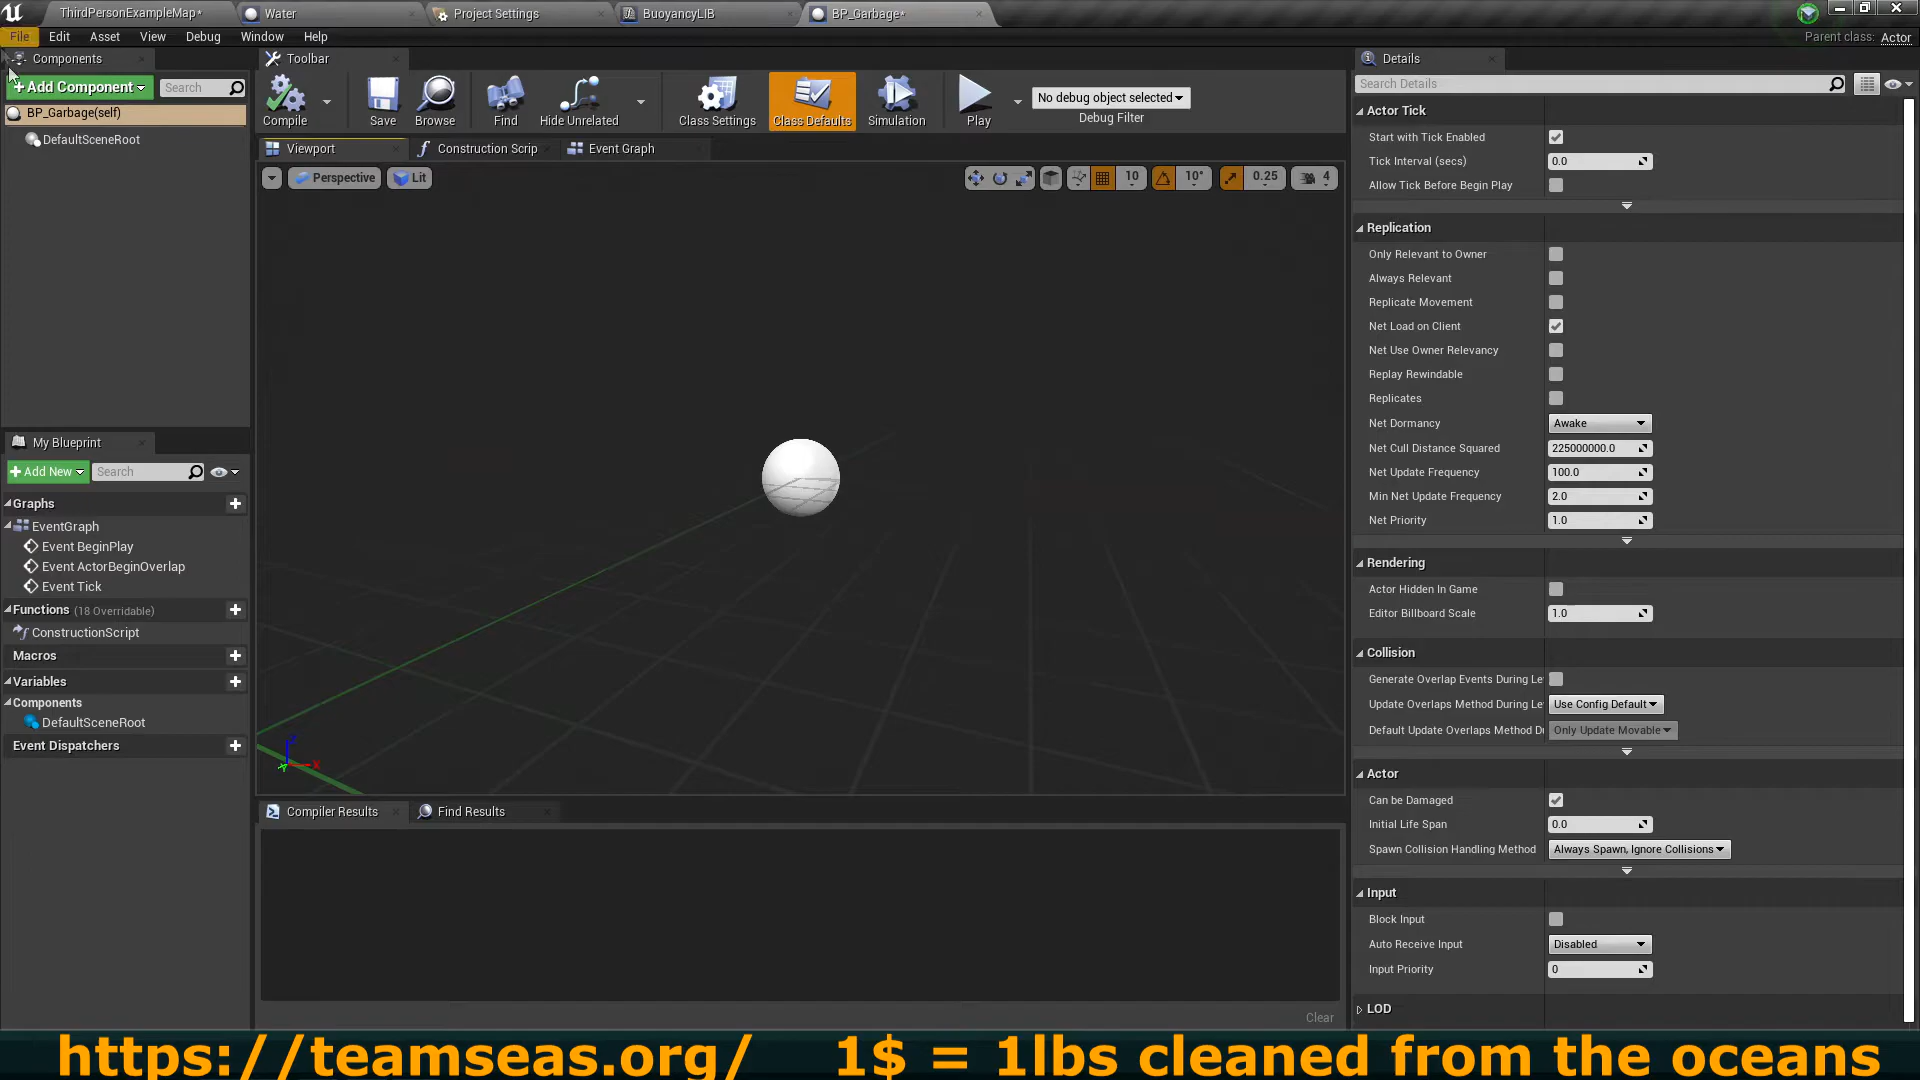 ThirdPersonExampleMap*
Water
Project Settings
BuoyancyLIB
BP_Garbage*
File
Edit
Asset
View
Debug
Window
Help
Parent class: Actor
Components
+Add Component
Search
BP_Garbage(self)
DefaultSceneRoot
Toolbar
Compile
Save
Browse
Find
Hide Unrelated
Class Settings
Class Defaults
Simulation
Play
No debug object selected
Debug Filter
Viewport
Construction Scrip
Event Graph
Perspective
Lit
10
10°
0.25
4
Z
X
Y
My Blueprint
+Add New
Search
Graphs
EventGraph
Event BeginPlay
Event ActorBeginOverlap
Event Tick
Functions (18 Overridable)
ConstructionScript
Macros
Variables
Components
DefaultSceneRoot
Event Dispatchers
Compiler Results
Find Results
Clear
Details
Search Details
Actor Tick
Start with Tick Enabled
Tick Interval (secs) 0.0
Allow Tick Before Begin Play
Replication
Only Relevant to Owner
Always Relevant
Replicate Movement
Net Load on Client
Net Use Owner Relevancy
Replay Rewindable
Replicates
Net Dormancy Awake
Net Cull Distance Squared 225000000.0
Net Update Frequency 100.0
Min Net Update Frequency 2.0
Net Priority 1.0
Rendering
Actor Hidden In Game
Editor Billboard Scale 1.0
Collision
Generate Overlap Events During Le
Update Overlaps Method During Le Use Config Default
Default Update Overlaps Method D Only Update Movable
Actor
Can be Damaged
Initial Life Span 0.0
Spawn Collision Handling Method Always Spawn, Ignore Collisions
Input
Block Input
Auto Receive Input Disabled
Input Priority 0
LOD
https://teamseas.org/ 1$ = 1lbs cleaned from the oceans